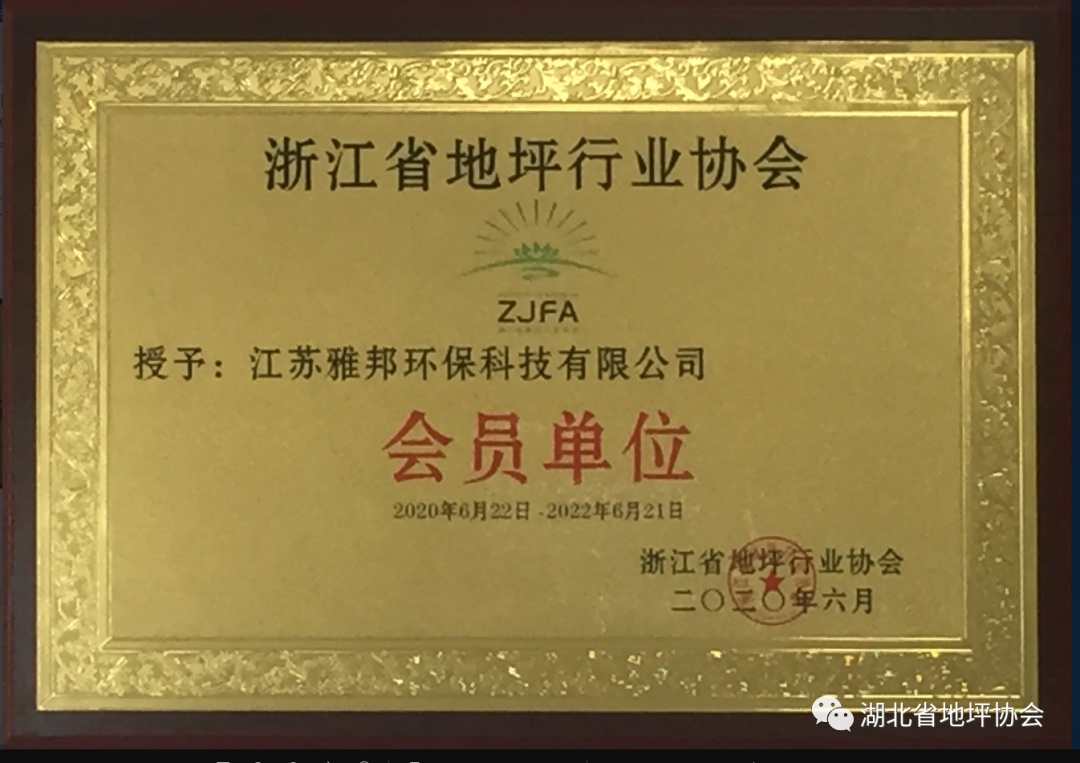 浙江省地坪行业协会
ZJFA
授予：江苏雅邦环保科技有限公司
会员单位
2020年6月22日-2022年6月21日
浙江省地坪行业协会
二〇二〇年六月
湖北省地坪协会